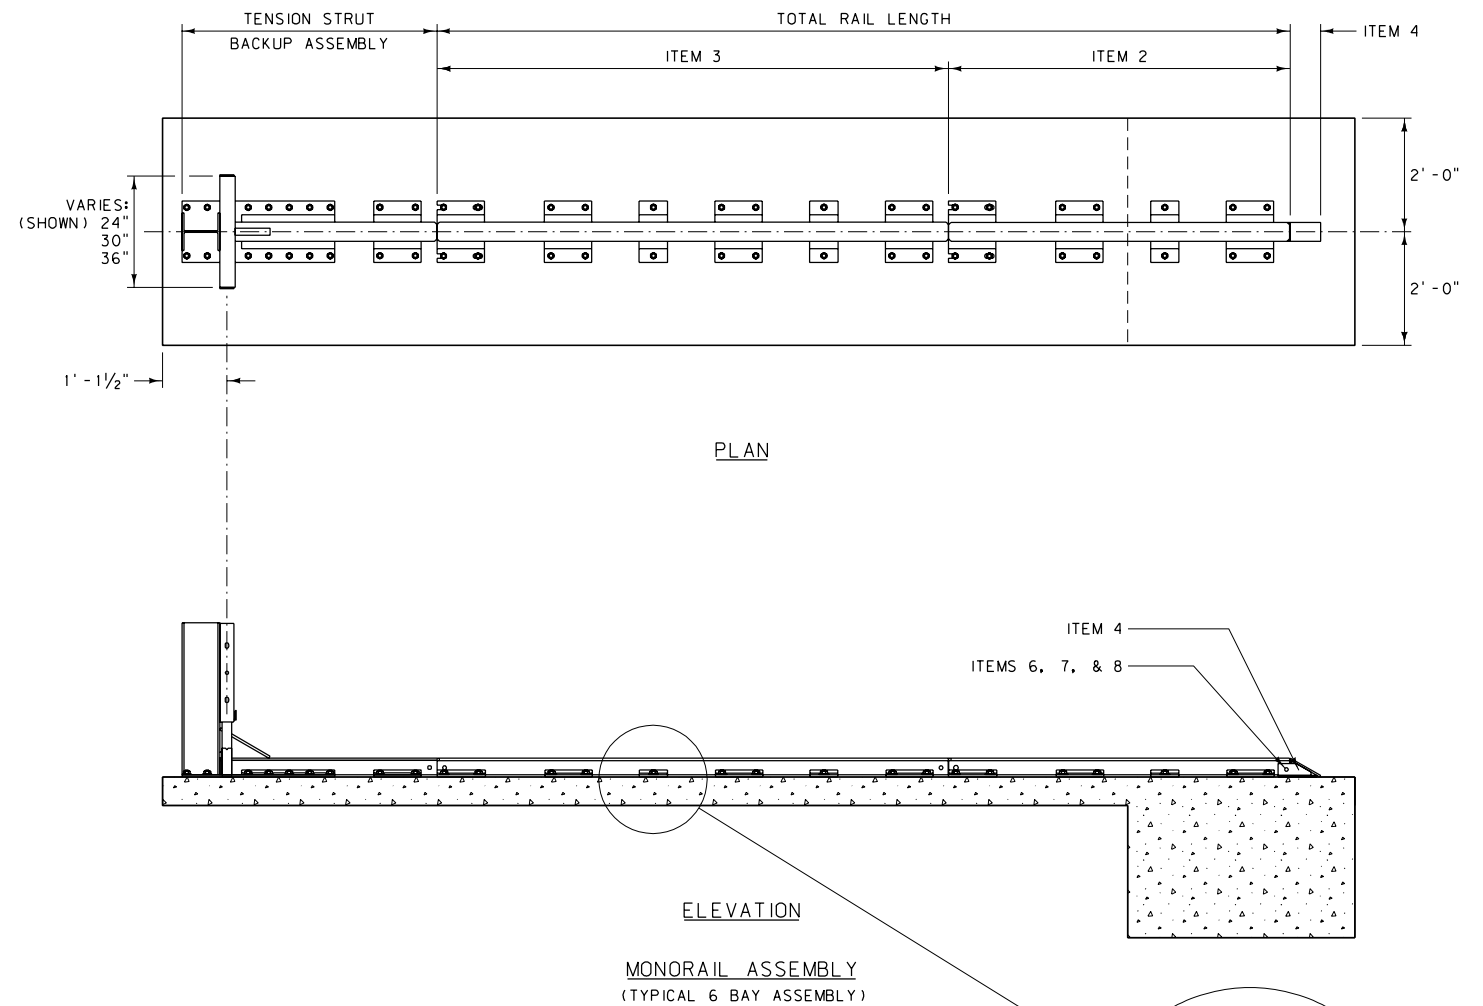 TENSION STRUT
BACKUP ASSEMBLY
TOTAL RAIL LENGTH
ITEM 4
ITEM 3
ITEM 2
VARIES:
(SHOWN) 24"
30"
36"
2'-0"
2'-0"
1'-1½"
PLAN
ITEM 4
ITEMS 6, 7, & 8
ELEVATION
MONORAIL ASSEMBLY
(TYPICAL 6 BAY ASSEMBLY)